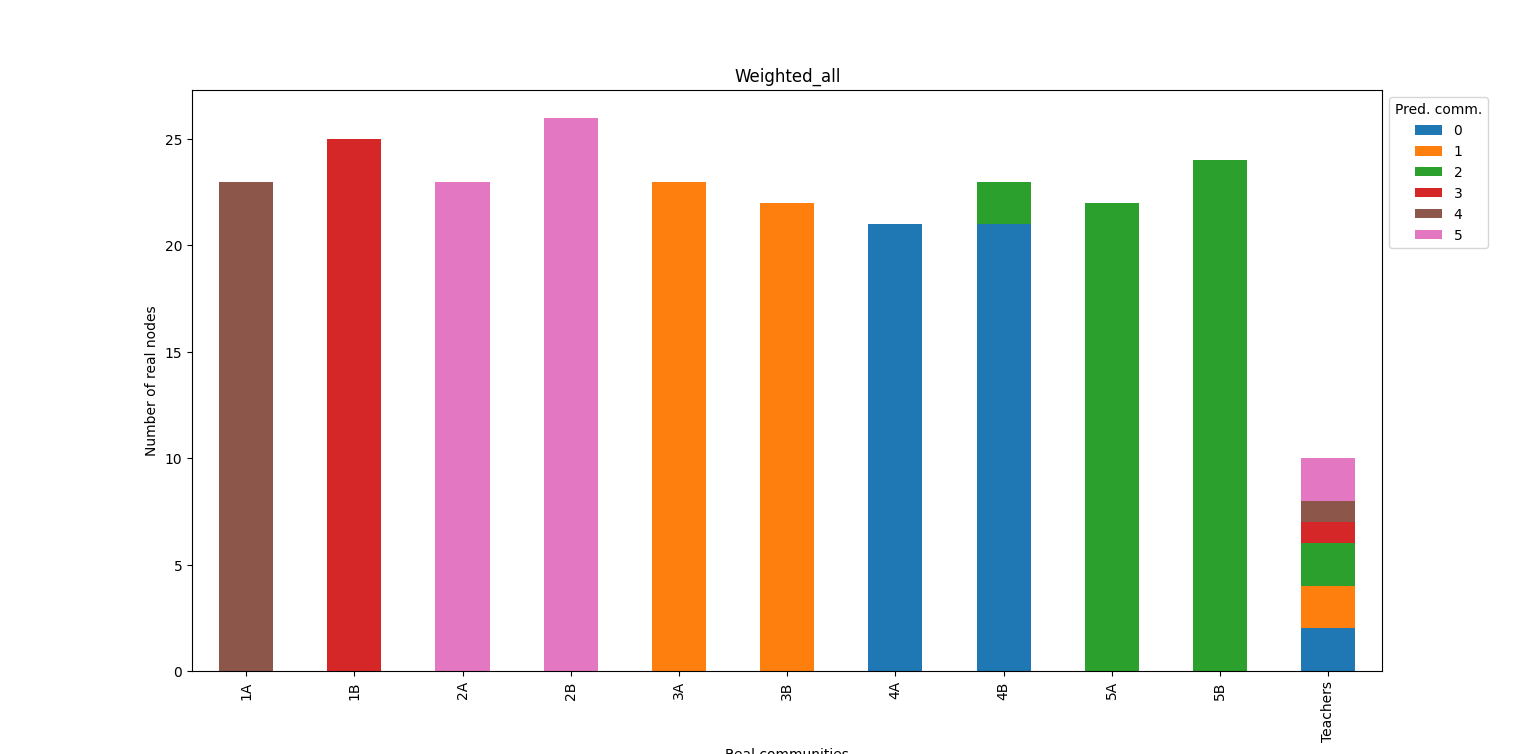 Weighted_all
Pred. comm.
0
1
2
3
4
5
Number of real nodes
25
20
15
10
5
0
1A
1B
2A
2B
3A
3B
4A
4B
5A
5B
Teachers
Real communities